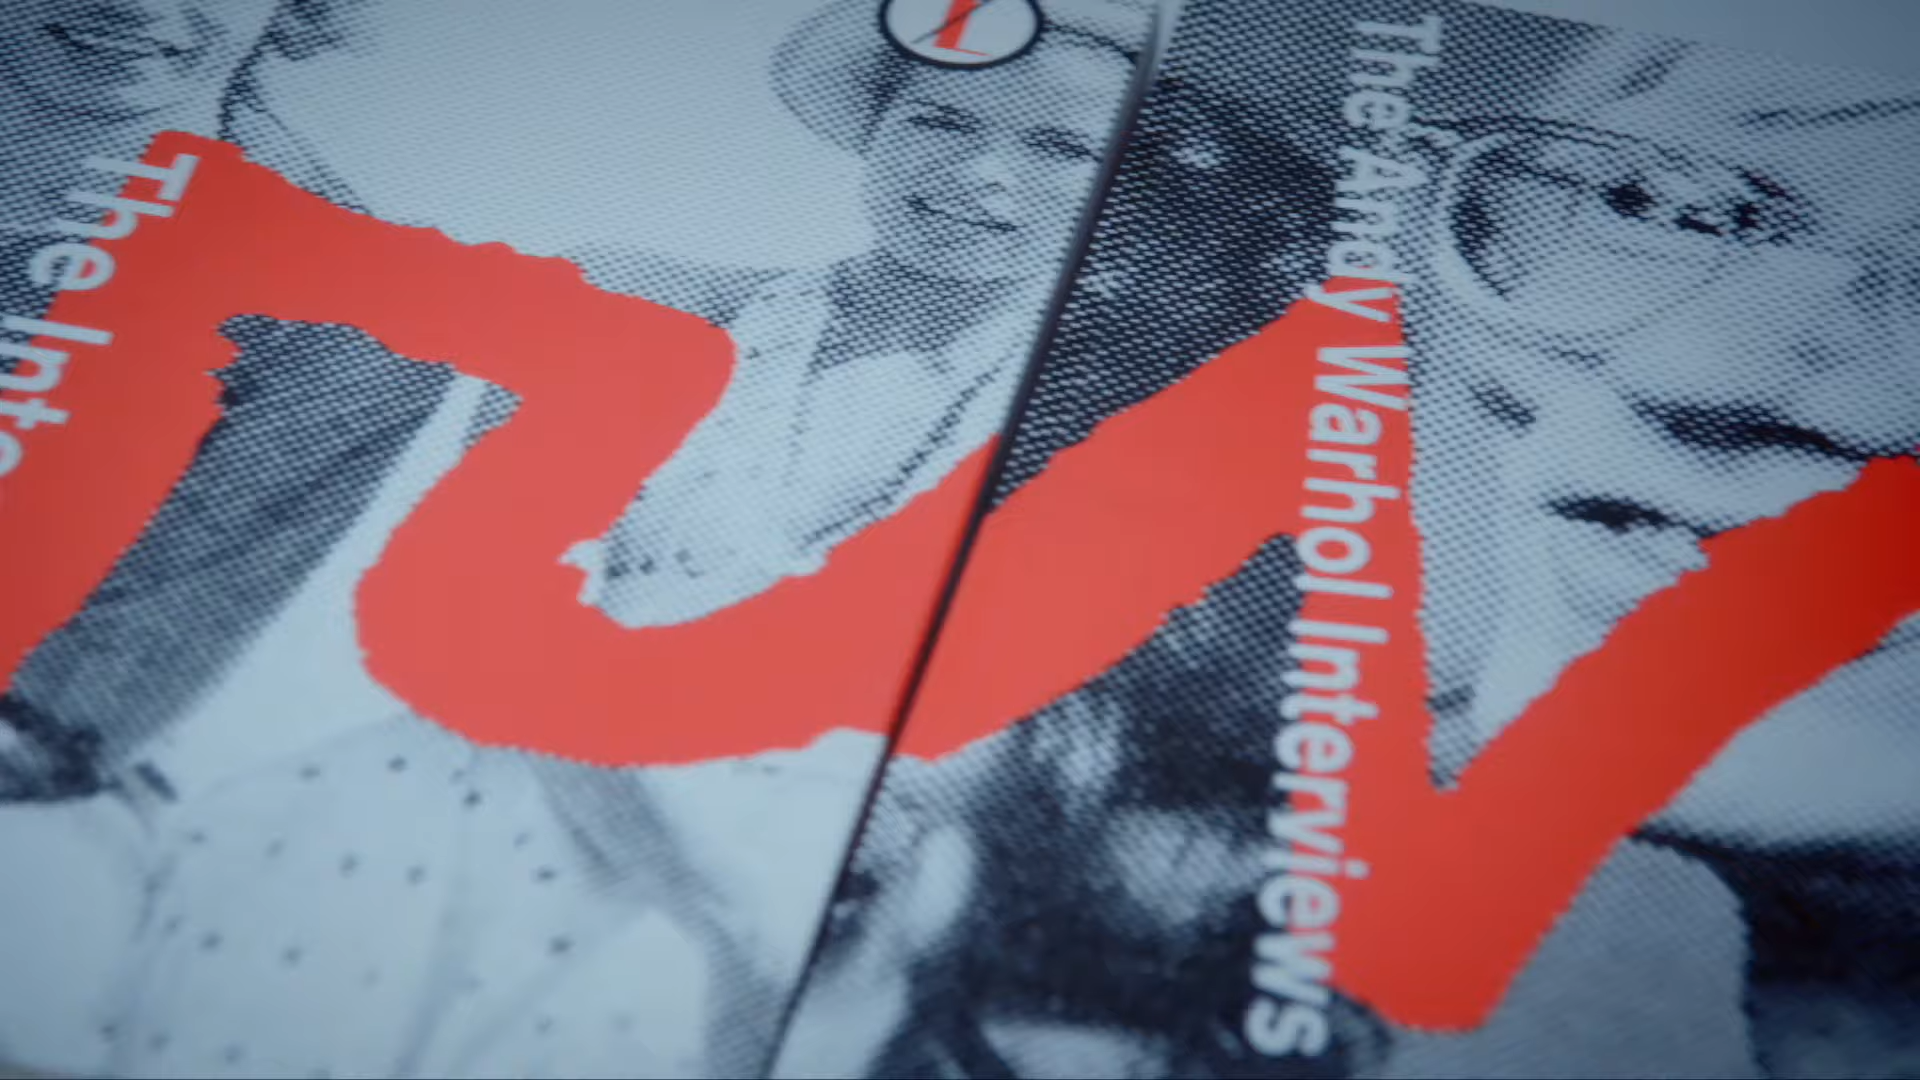 The Inte
The Andy Warhol Interviews